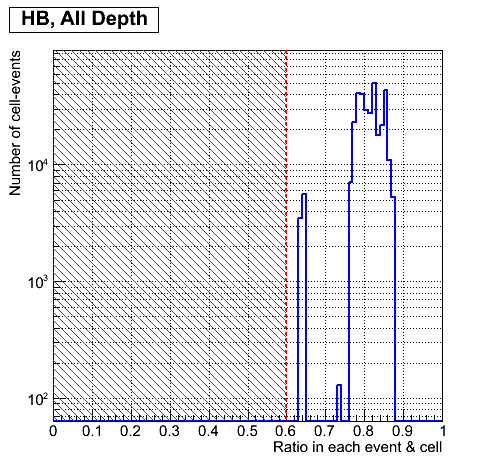 HB, All Depth
Number of cell-events
10^4
10^3
10^2
0 0.1 0.2 0.3 0.4 0.5 0.6 0.7 0.8 0.9 1
Ratio in each event & cell